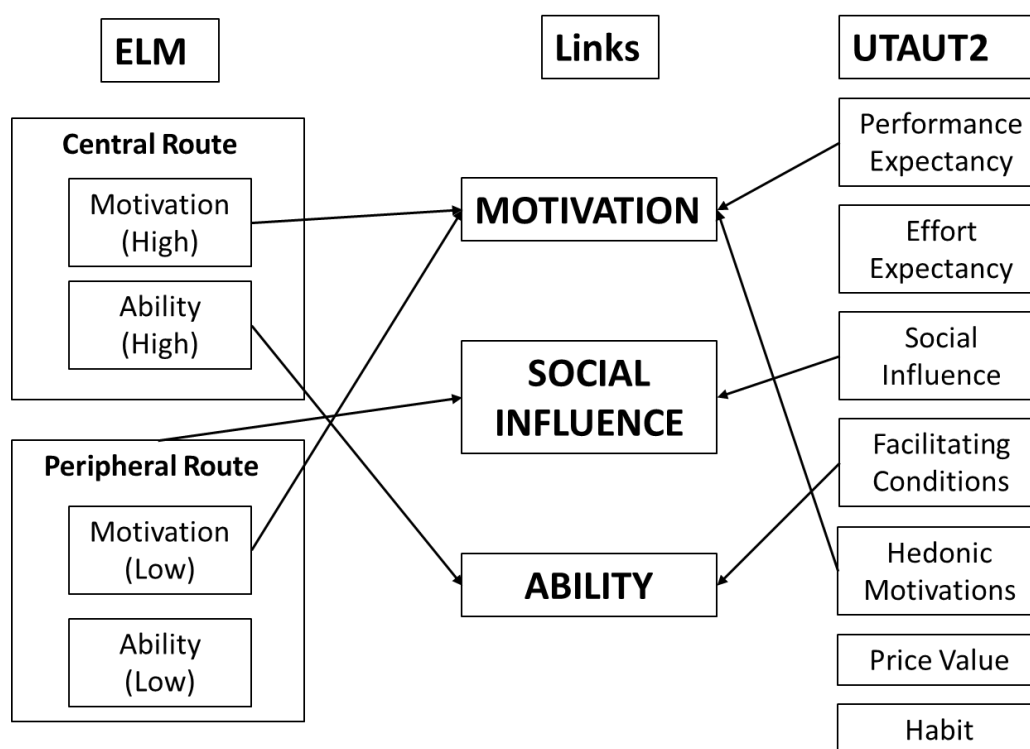 ELM
Links
UTAUT2
Central Route
Motivation
(High)
Ability
(High)
Peripheral Route
Motivation
(Low)
Ability
(Low)
MOTIVATION
SOCIAL
INFLUENCE
ABILITY
Performance
Expectancy
Effort
Expectancy
Social
Influence
Facilitating
Conditions
Hedonic
Motivations
Price Value
Habit